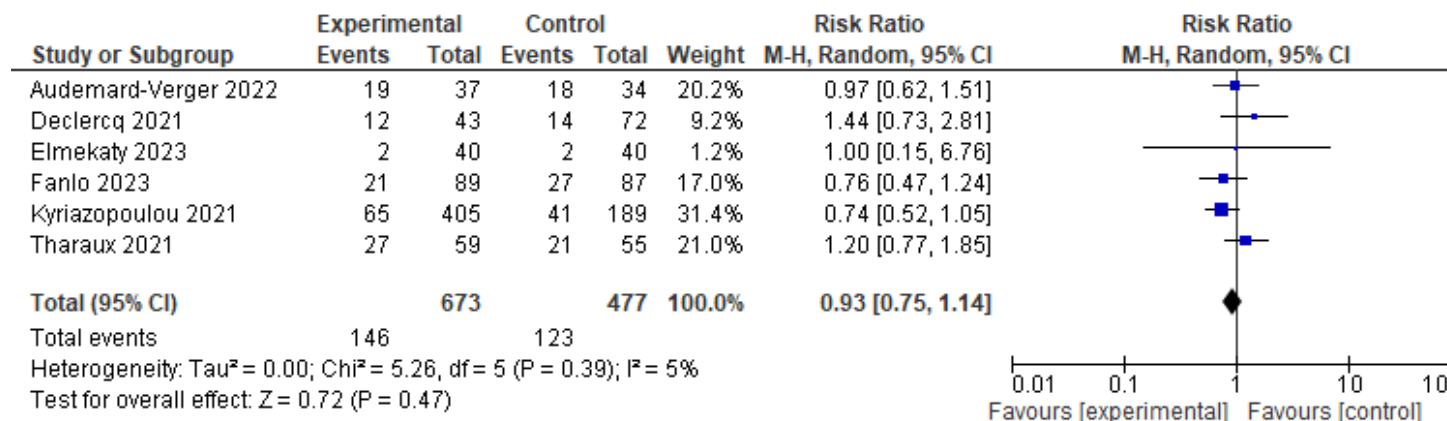 Experimental Control Risk Ratio Risk Ratio
Study or Subgroup Events Total Events Total Weight M-H, Random, 95% CI M-H, Random, 95% CI
Audemard-Verger 2022 19 37 18 34 20.2% 0.97 [0.62, 1.51]
Declercq 2021 12 43 14 72 9.2% 1.44 [0.73, 2.81]
Elmekaty 2023 2 40 2 40 1.2% 1.00 [0.15, 6.76]
Fanlo 2023 21 89 27 87 17.0% 0.76 [0.47, 1.24]
Kyriazopoulou 2021 65 405 41 189 31.4% 0.74 [0.52, 1.05]
Tharaux 2021 27 59 21 55 21.0% 1.20 [0.77, 1.85]
Total (95% CI) 673 477 100.0% 0.93 [0.75, 1.14]
Total events 146 123
Heterogeneity: Tau² = 0.00; Chi² = 5.26, df = 5 (P = 0.39); I² = 5%
Test for overall effect: Z = 0.72 (P = 0.47)
0.01 0.1 1 10 10
Favours [experimental] Favours [control]